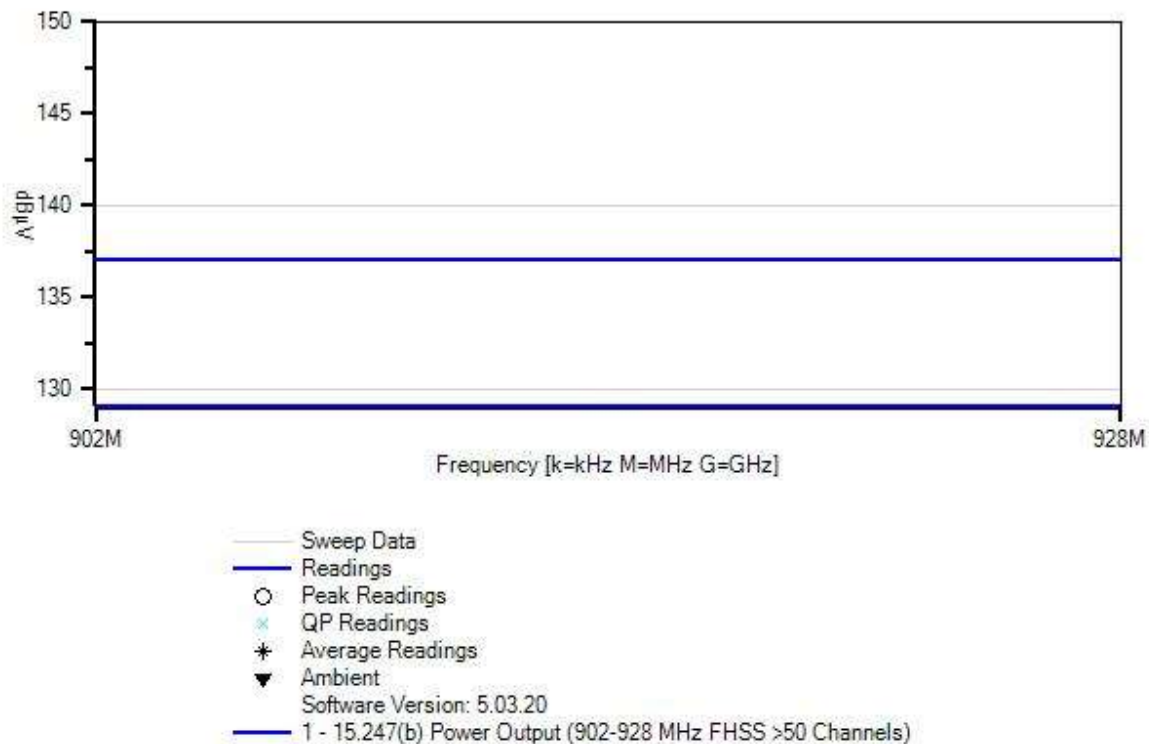 150
145
140
135
130
dBµV
902M
928M
Frequency [k=kHz M=MHz G=GHz]
Sweep Data
Readings
Peak Readings
QP Readings
Average Readings
Ambient
Software Version: 5.03.20
1 - 15.247(b) Power Output (902-928 MHz FHSS >50 Channels)